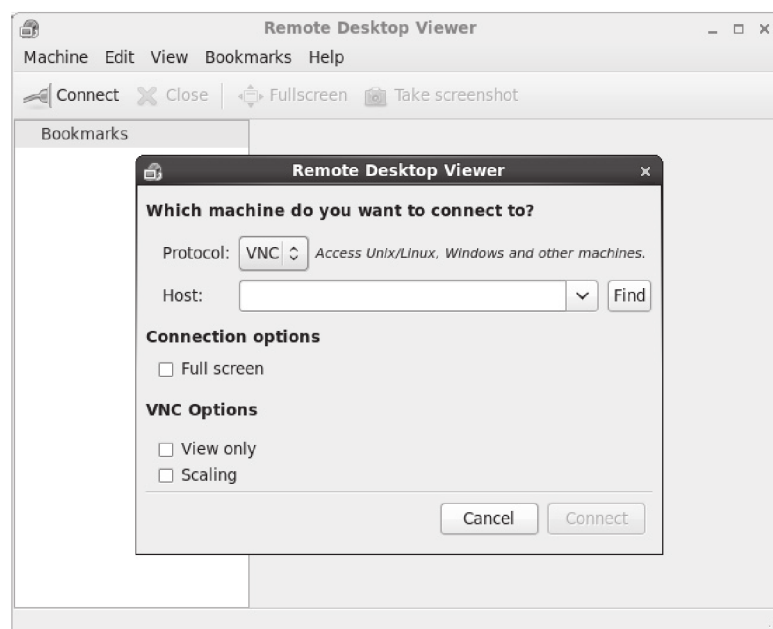 Remote Desktop Viewer
Machine Edit View Bookmarks Help
Connect Close Fullscreen Take screenshot
Bookmarks
Remote Desktop Viewer
Which machine do you want to connect to?
Protocol: VNC Access Unix/Linux, Windows and other machines.
Host: Find
Connection options
Full screen
VNC Options
View only
Scaling
Cancel Connect